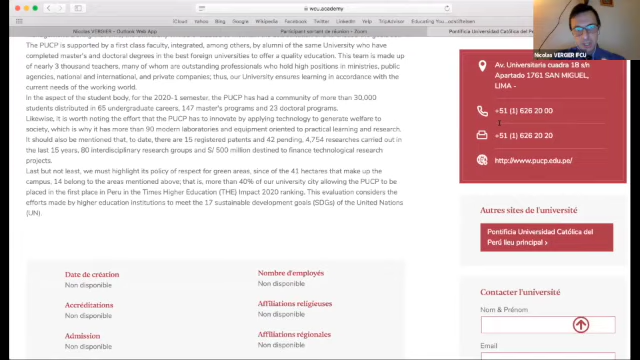 wcu.academy
iCloud Yahoo Bing Google Wikipedia Facebook Twitter LinkedIn TripAdvisor
Nicolas VERGIER - Outlook Web App Participant sortant de réunion - Zoom Pontificia Universidad Católica del Perú
The PUCP is supported by a first class faculty, integrated, among others, by alumni of the same University who have
completed master's and doctoral degrees in the best foreign universities to offer a quality education. This team is made up
of nearly 3 thousand teachers, many of whom are outstanding professionals who hold high positions in ministries, public
agencies, national and international, and private companies; thus, our University ensures learning in accordance with the
current needs of the working world.
In the aspect of the student body, for the 2020-1 semester, the PUCP has had a community of more than 30,000
students distributed in 65 undergraduate careers, 147 master's programs and 23 doctoral programs.
Likewise, it is worth noting the effort that the PUCP has to innovate by applying technology to generate welfare to
society, which is why it has more than 90 modern laboratories and equipment oriented to practical learning and research.
It should also be mentioned that, to date, there are 15 registered patents and 42 pending, 4,754 researches carried out in
the last 15 years, 80 interdisciplinary research groups and S/ 500 million destined to finance technological research
projects.
Last but not least, we must highlight its policy of respect for green areas, since of the 41 hectares that make up the
campus, 14 belong to the areas mentioned above; that is, more than 40% of our university city allowing the PUCP to be
placed in the first place in Peru in the Times Higher Education (THE) Impact 2020 ranking. This evaluation considers the
efforts made by higher education Institutions to meet the 17 sustainable development goals (SDGs) of the United Nations
(UN).
Date de création
Non disponible
Nombre d'employés
Non disponible
Accréditations
Non disponible
Affiliations religieuses
Non disponible
Admission
Non disponible
Affiliations régionales
Non disponible
Nicolas VERGIER IFCU
Av. Universitaria cuadra 18 s/n
Apartado 1761 SAN MIGUEL,
LIMA -
+51 (1) 626 20 00
+51 (1) 626 20 20
http://www.pucp.edu.pe/
Autres sites de l'université
Pontificia Universidad Católica del
Perú lieu principal >
Contacter l'université
Nom & Prénom
Email